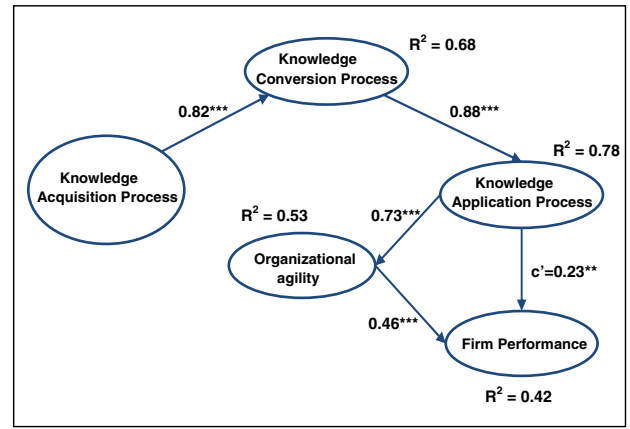 R² = 0.68
Knowledge
Conversion Process
0.82***
0.88***
R² = 0.78
Knowledge
Acquisition Process
Knowledge
Application Process
R² = 0.53
0.73***
Organizational
agility
c'=0.23**
0.46***
Firm Performance
R² = 0.42